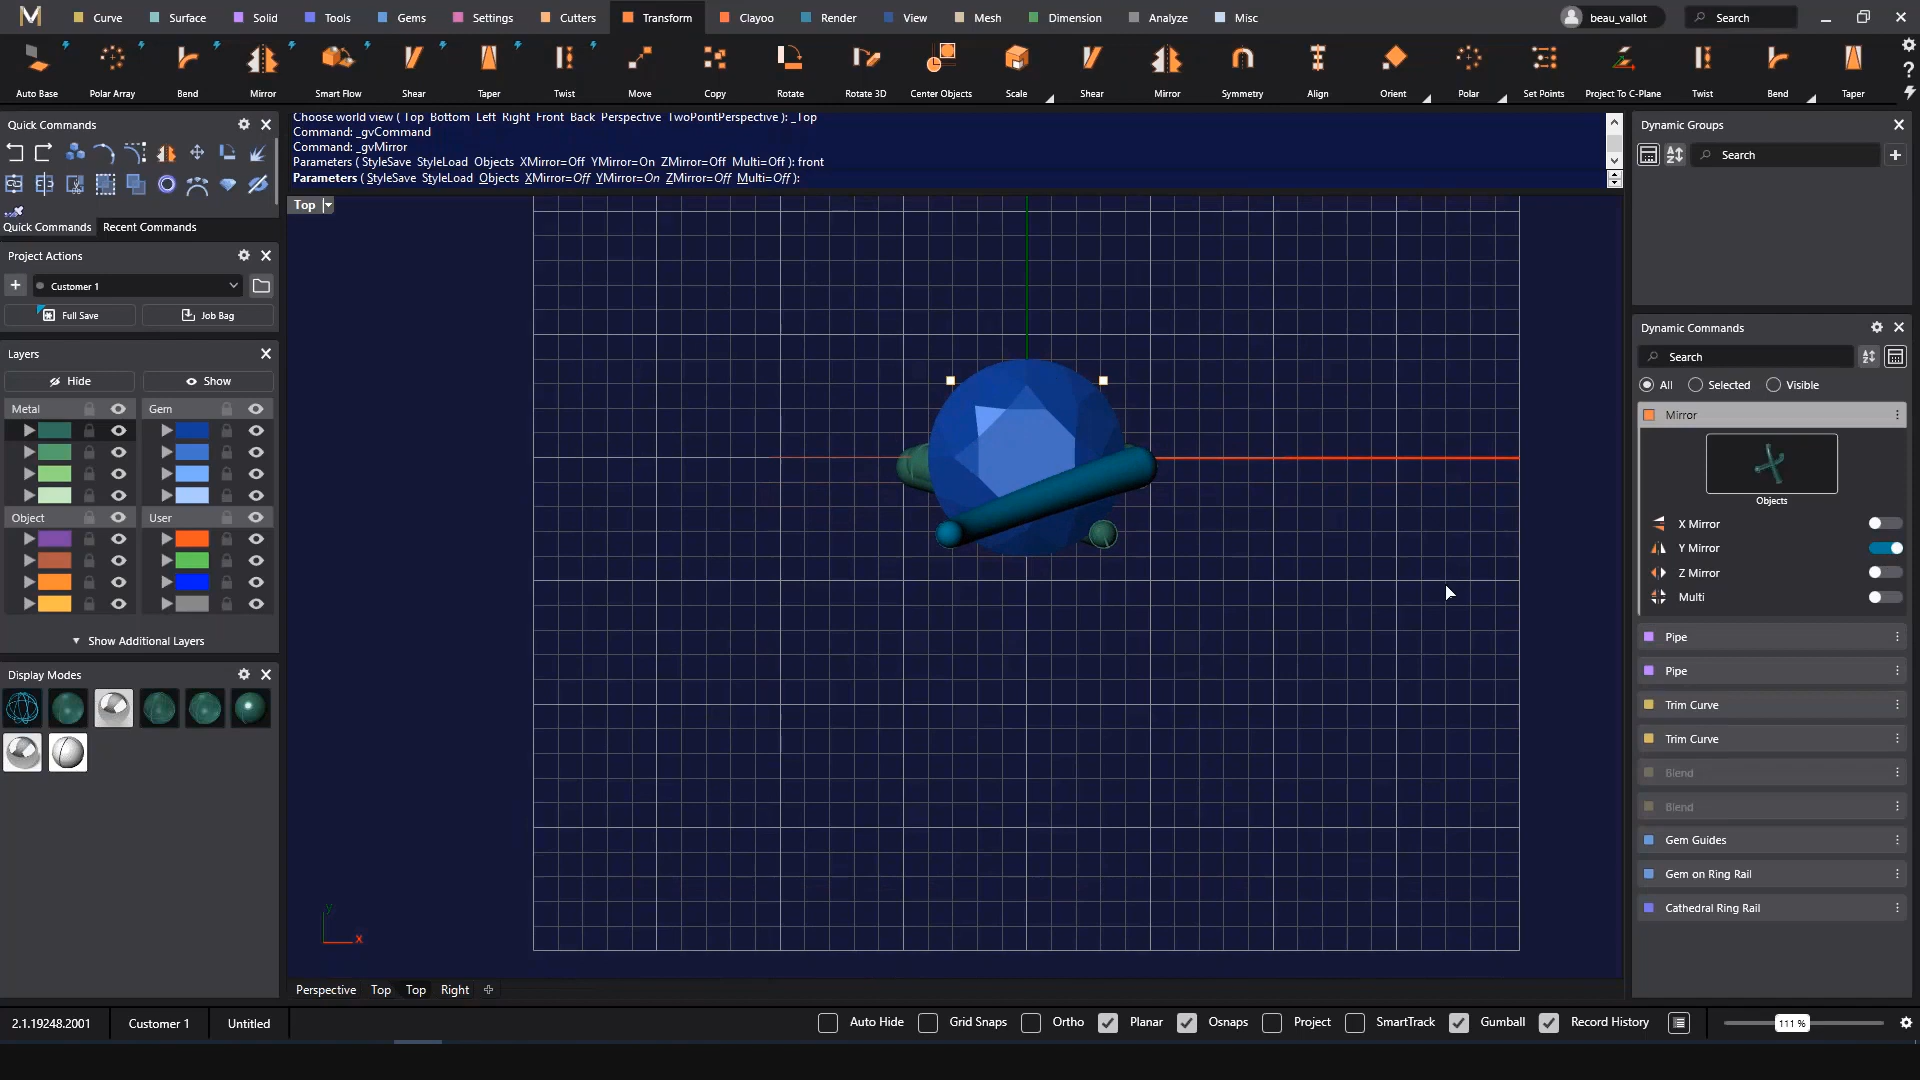 Curve Surface Solid Tools Gems Settings Cutters Transform Clayoo Render View Mesh Dimension Analyze Misc beau_vallot Search
Auto Base Polar Array Bend Mirror Smart Flow Shear Taper Twist Move Copy Rotate Rotate 3D Center Objects Scale Shear Mirror Symmetry Align Orient Polar Set Points Project To C-Plane Twist Bend Taper
Quick Commands
Quick Commands Recent Commands
Project Actions
Customer 1
Full Save Job Bag
Layers
Hide Show
Metal Gem
Object User
Show Additional Layers
Display Modes
Choose world view ( Top Bottom Left Right Front Back Perspective TwoPointPerspective ): _Top
Command: _gvCommand
Command: _gvMirror
Parameters ( StyleSave StyleLoad Objects XMirror=Off YMirror=On ZMirror=Off Multi=Off ): front
Parameters ( StyleSave StyleLoad Objects XMirror=Off YMirror=On ZMirror=Off Multi=Off ):
Top
y
x
Perspective Top Top Right
Dynamic Groups
Search
Dynamic Commands
Search
All Selected Visible
Mirror
Objects
X Mirror
Y Mirror
Z Mirror
Multi
Pipe
Pipe
Trim Curve
Trim Curve
Blend
Blend
Gem Guides
Gem on Ring Rail
Cathedral Ring Rail
2.1.19248.2001 Customer 1 Untitled Auto Hide Grid Snaps Ortho Planar Osnaps Project SmartTrack Gumball Record History 111 %